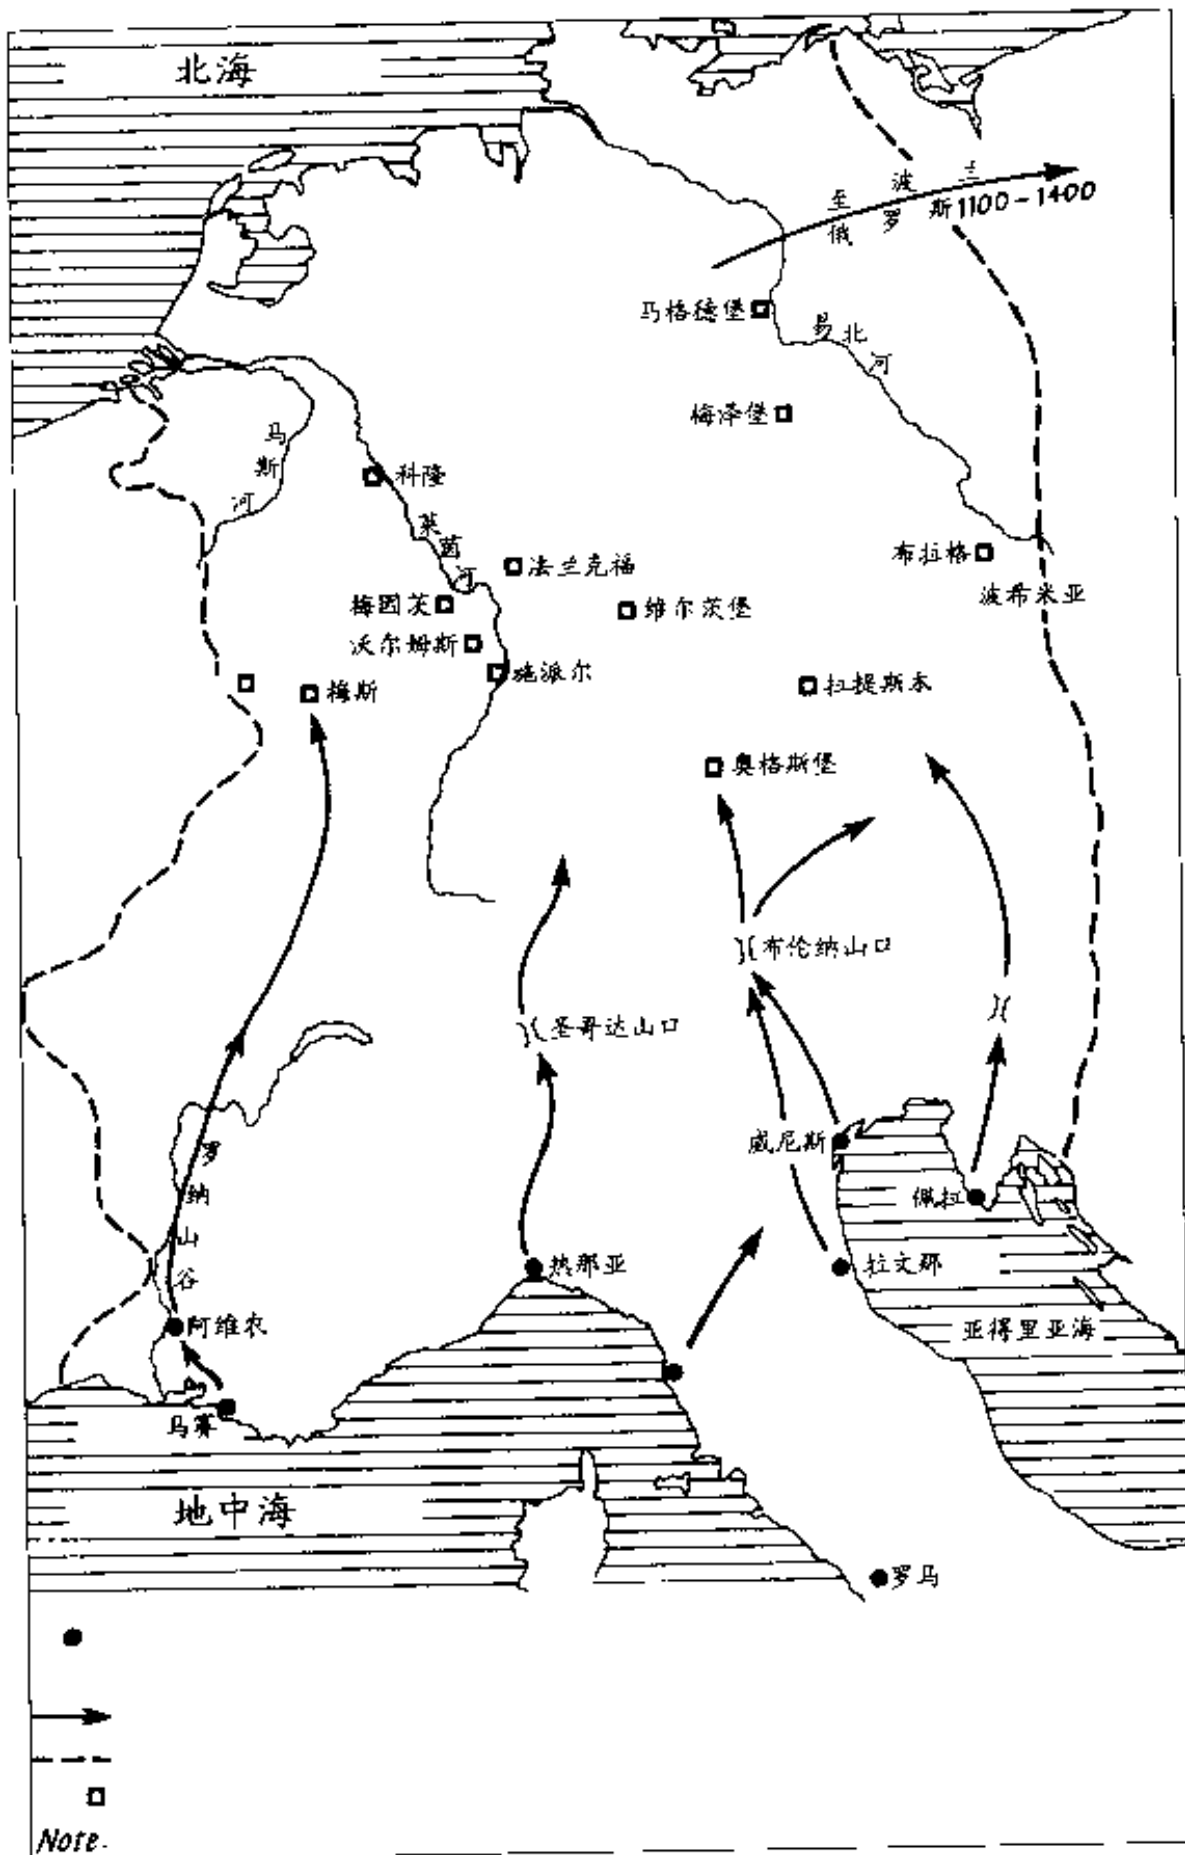 北海
至波兰
俄罗斯1100-1400
马格德堡
易北河
梅泽堡
马斯河
科隆
莱茵河
法兰克福
布拉格
波希米亚
梅因茨
维尔茨堡
沃尔姆斯
施派尔
梅斯
拉提斯本
奥格斯堡
布伦纳山口
圣哥达山口
威尼斯
罗纳山谷
佩拉
热那亚
拉文那
阿维农
亚得里亚海
马赛
地中海
罗马
Note.